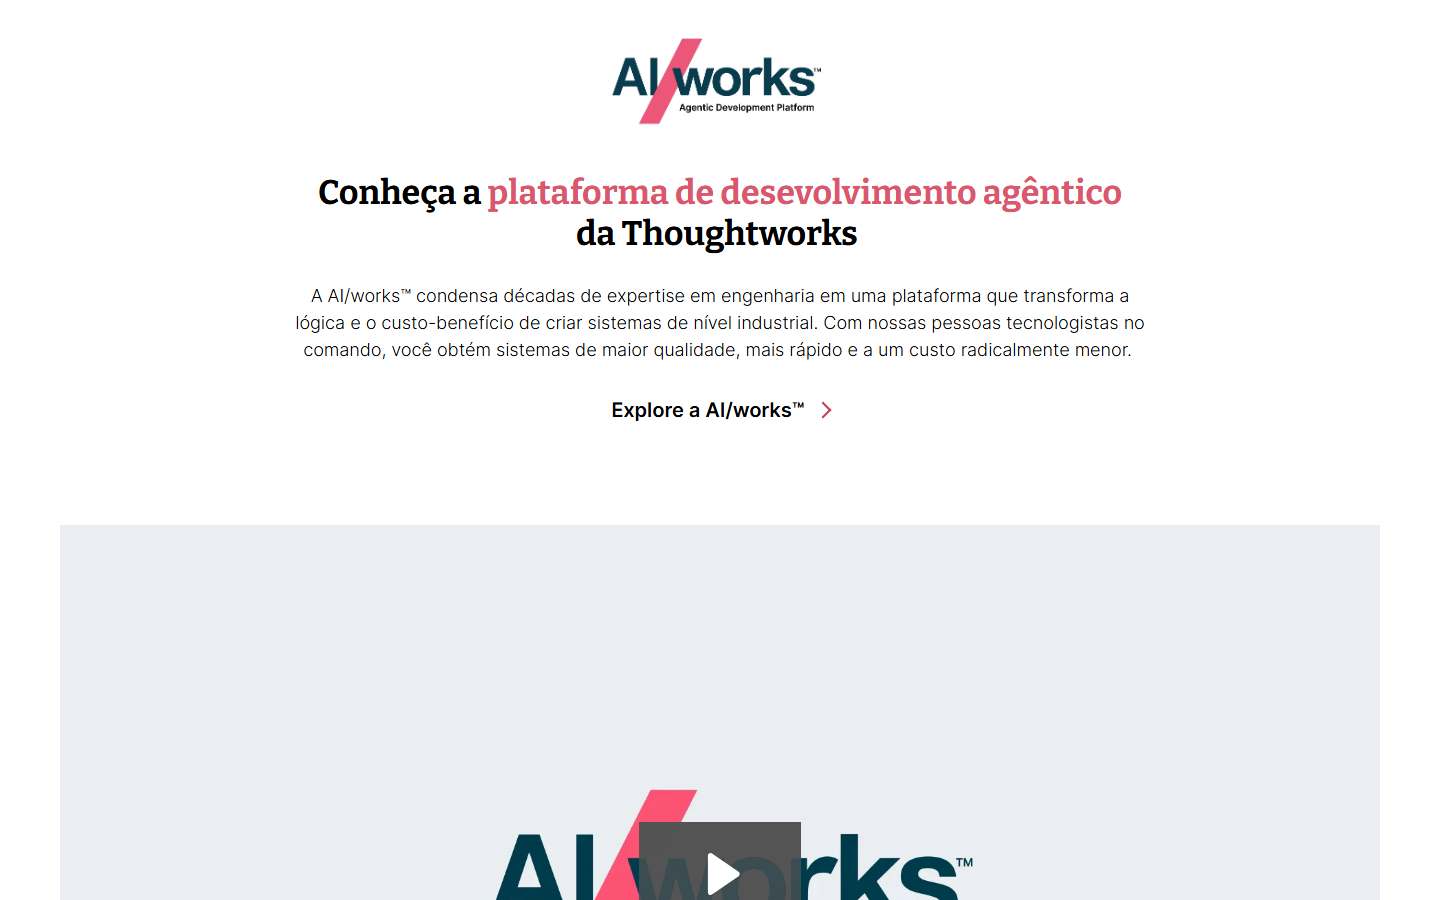 AI/works™
Agentic Development Platform
Conheça a plataforma de desevolvimento agêntico
da Thoughtworks
A AI/works™ condensa décadas de expertise em engenharia em uma plataforma que transforma a
lógica e o custo-benefício de criar sistemas de nível industrial. Com nossas pessoas tecnologistas no
comando, você obtém sistemas de maior qualidade, mais rápido e a um custo radicalmente menor.
Explore a AI/works™
AI/works™